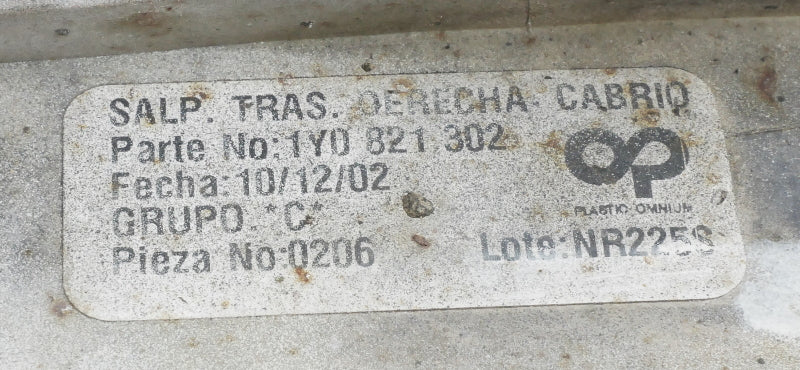 SALP. TRAS. DERECHA CABRIO
Parte No:1Y0 821 302
Fecha:10/12/02
PLASTIC OMNIUM
GRUPO."C"
Pieza No:0206 Lote:NR2256